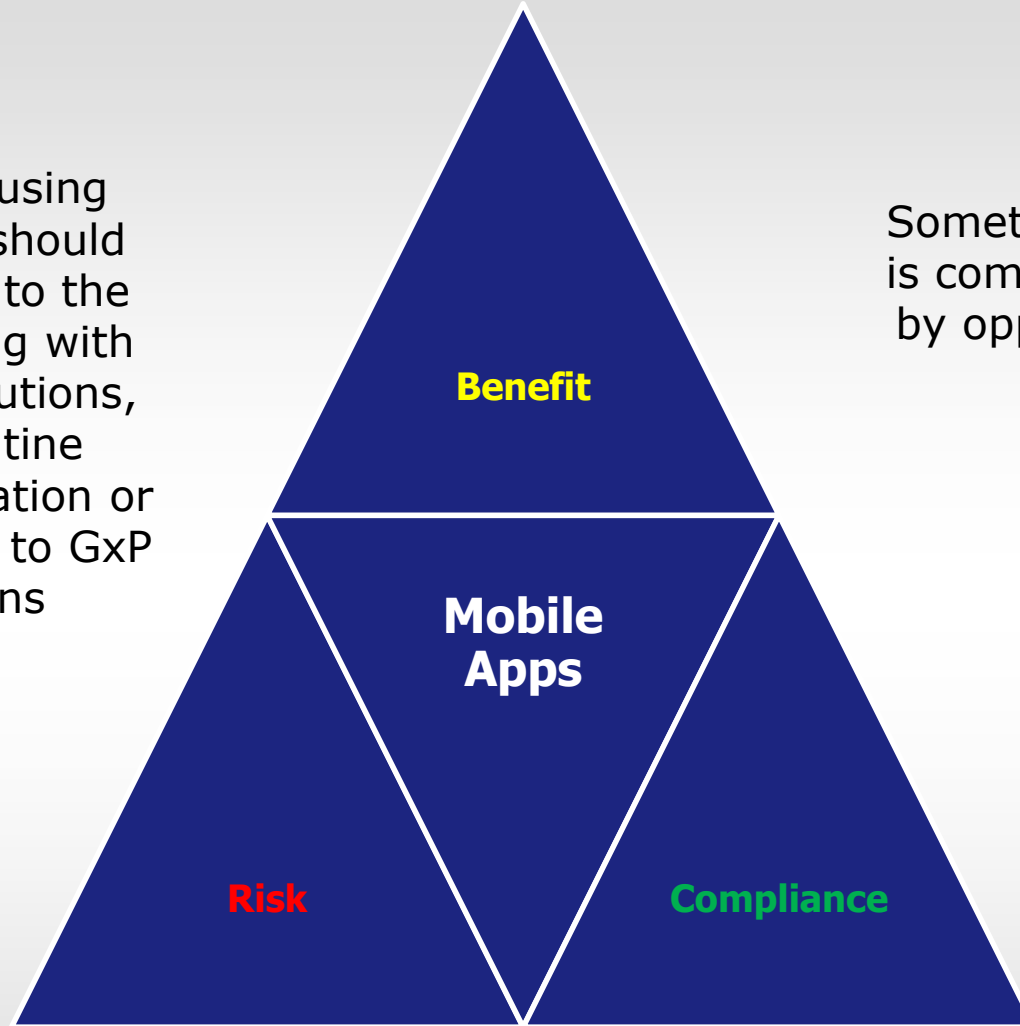 using
should
to the
g with
utions,
tine
ation or
to GxP
ns
Somet
is com
by opp
Benefit
Mobile
Apps
Risk
Compliance